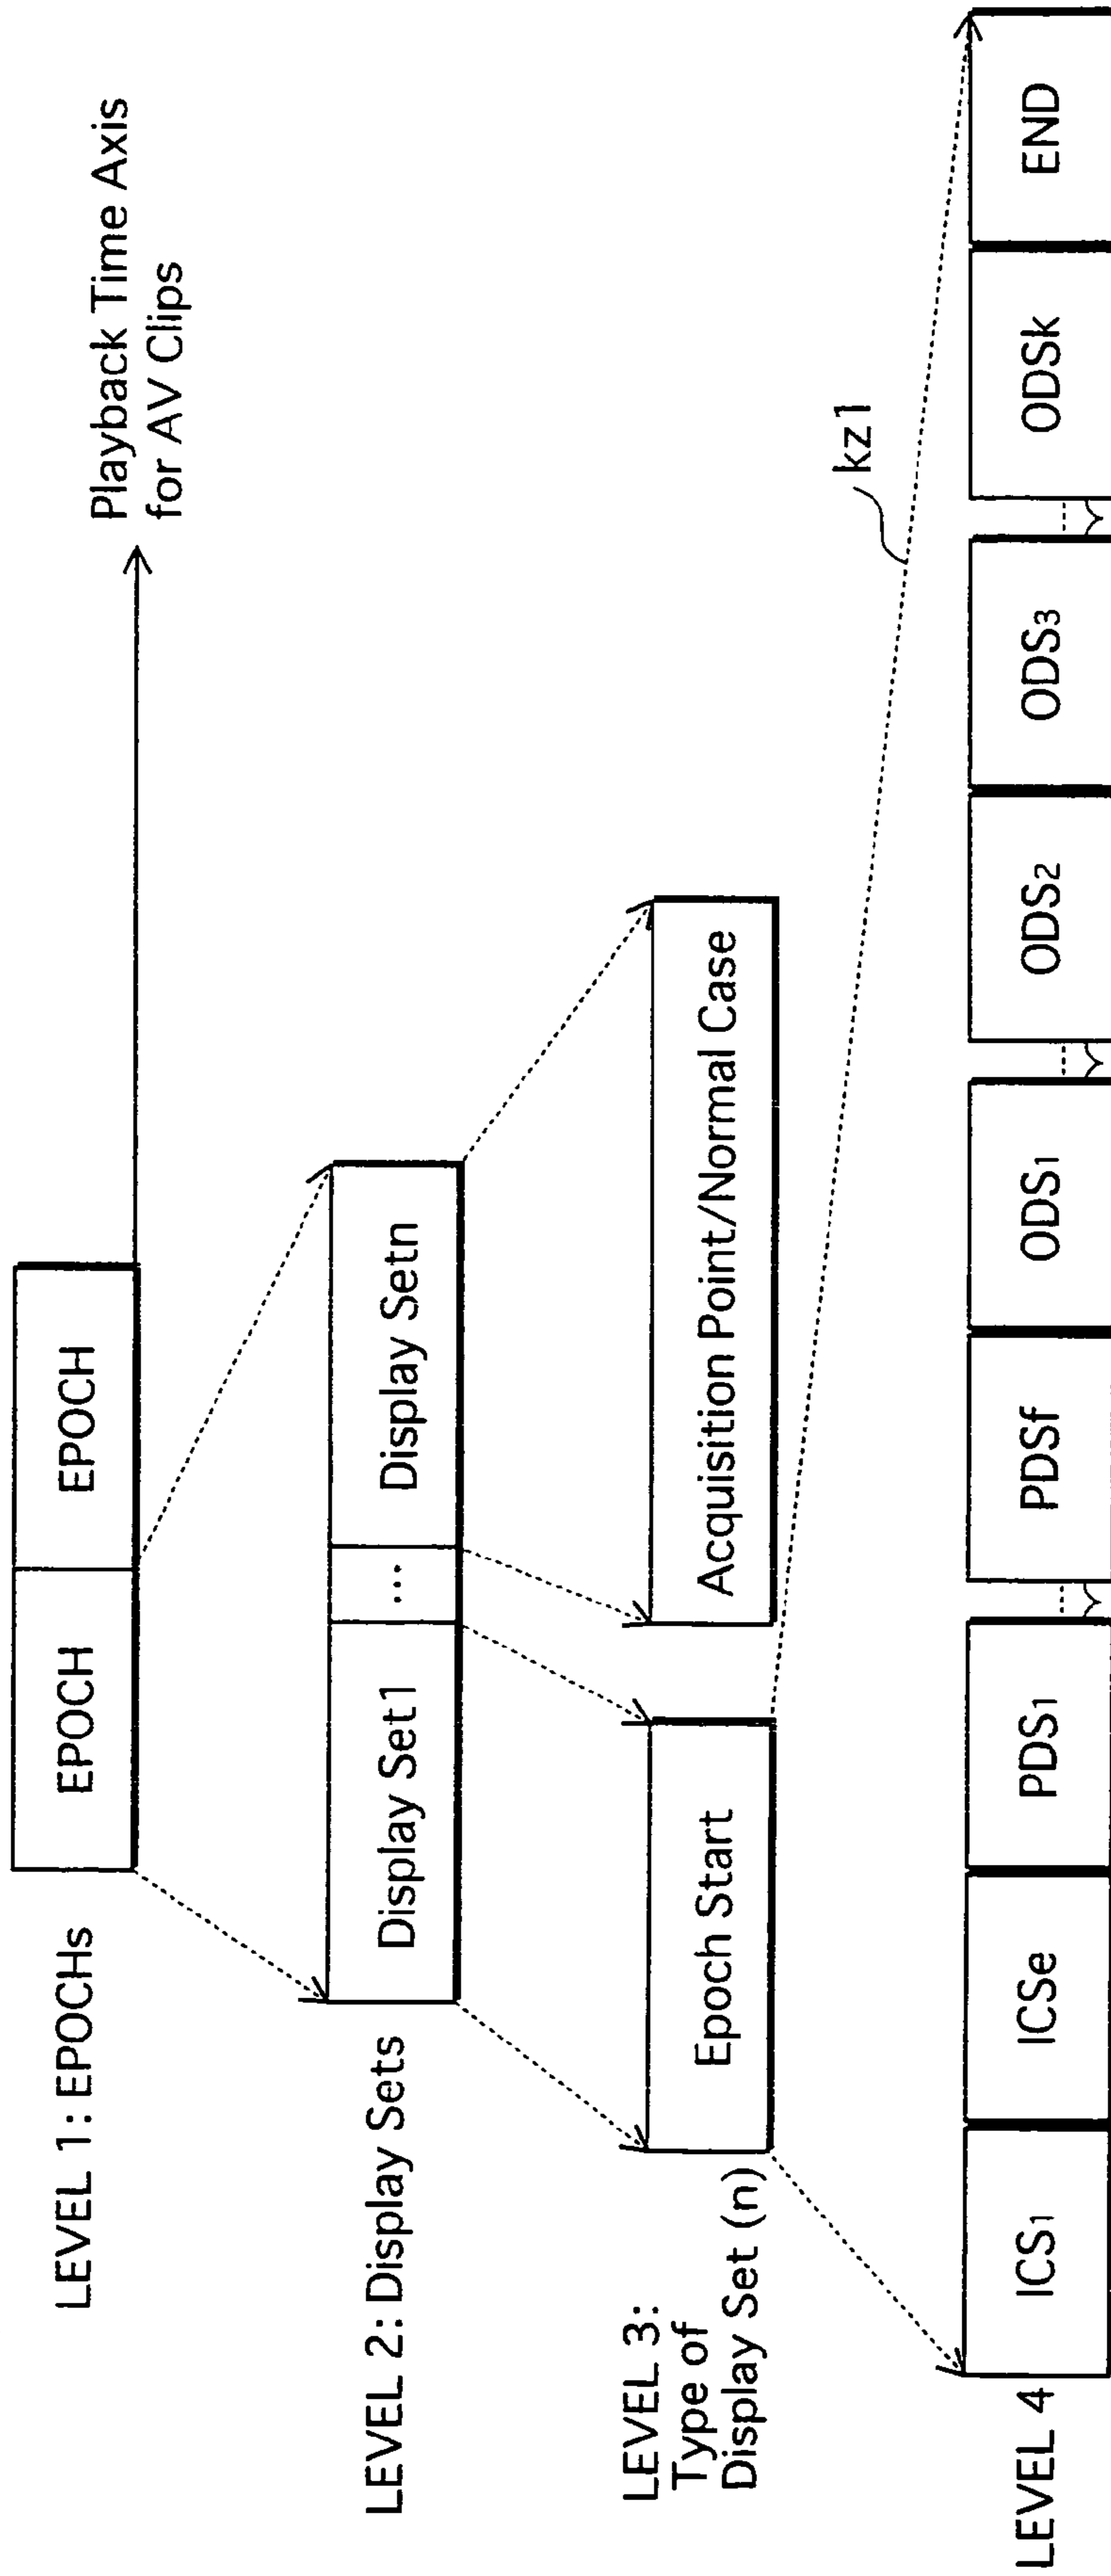 LEVEL 1: EPOCHs
EPOCH
EPOCH
Playback Time Axis
for AV Clips
LEVEL 2: Display Sets
Display Set1
...
Display Setn
LEVEL 3:
Type of
Display Set (n)
Epoch Start
Acquisition Point/Normal Case
kz1
LEVEL 4
ICS1
ICSe
PDS1
PDSf
ODS1
ODS2
ODS3
ODSk
END